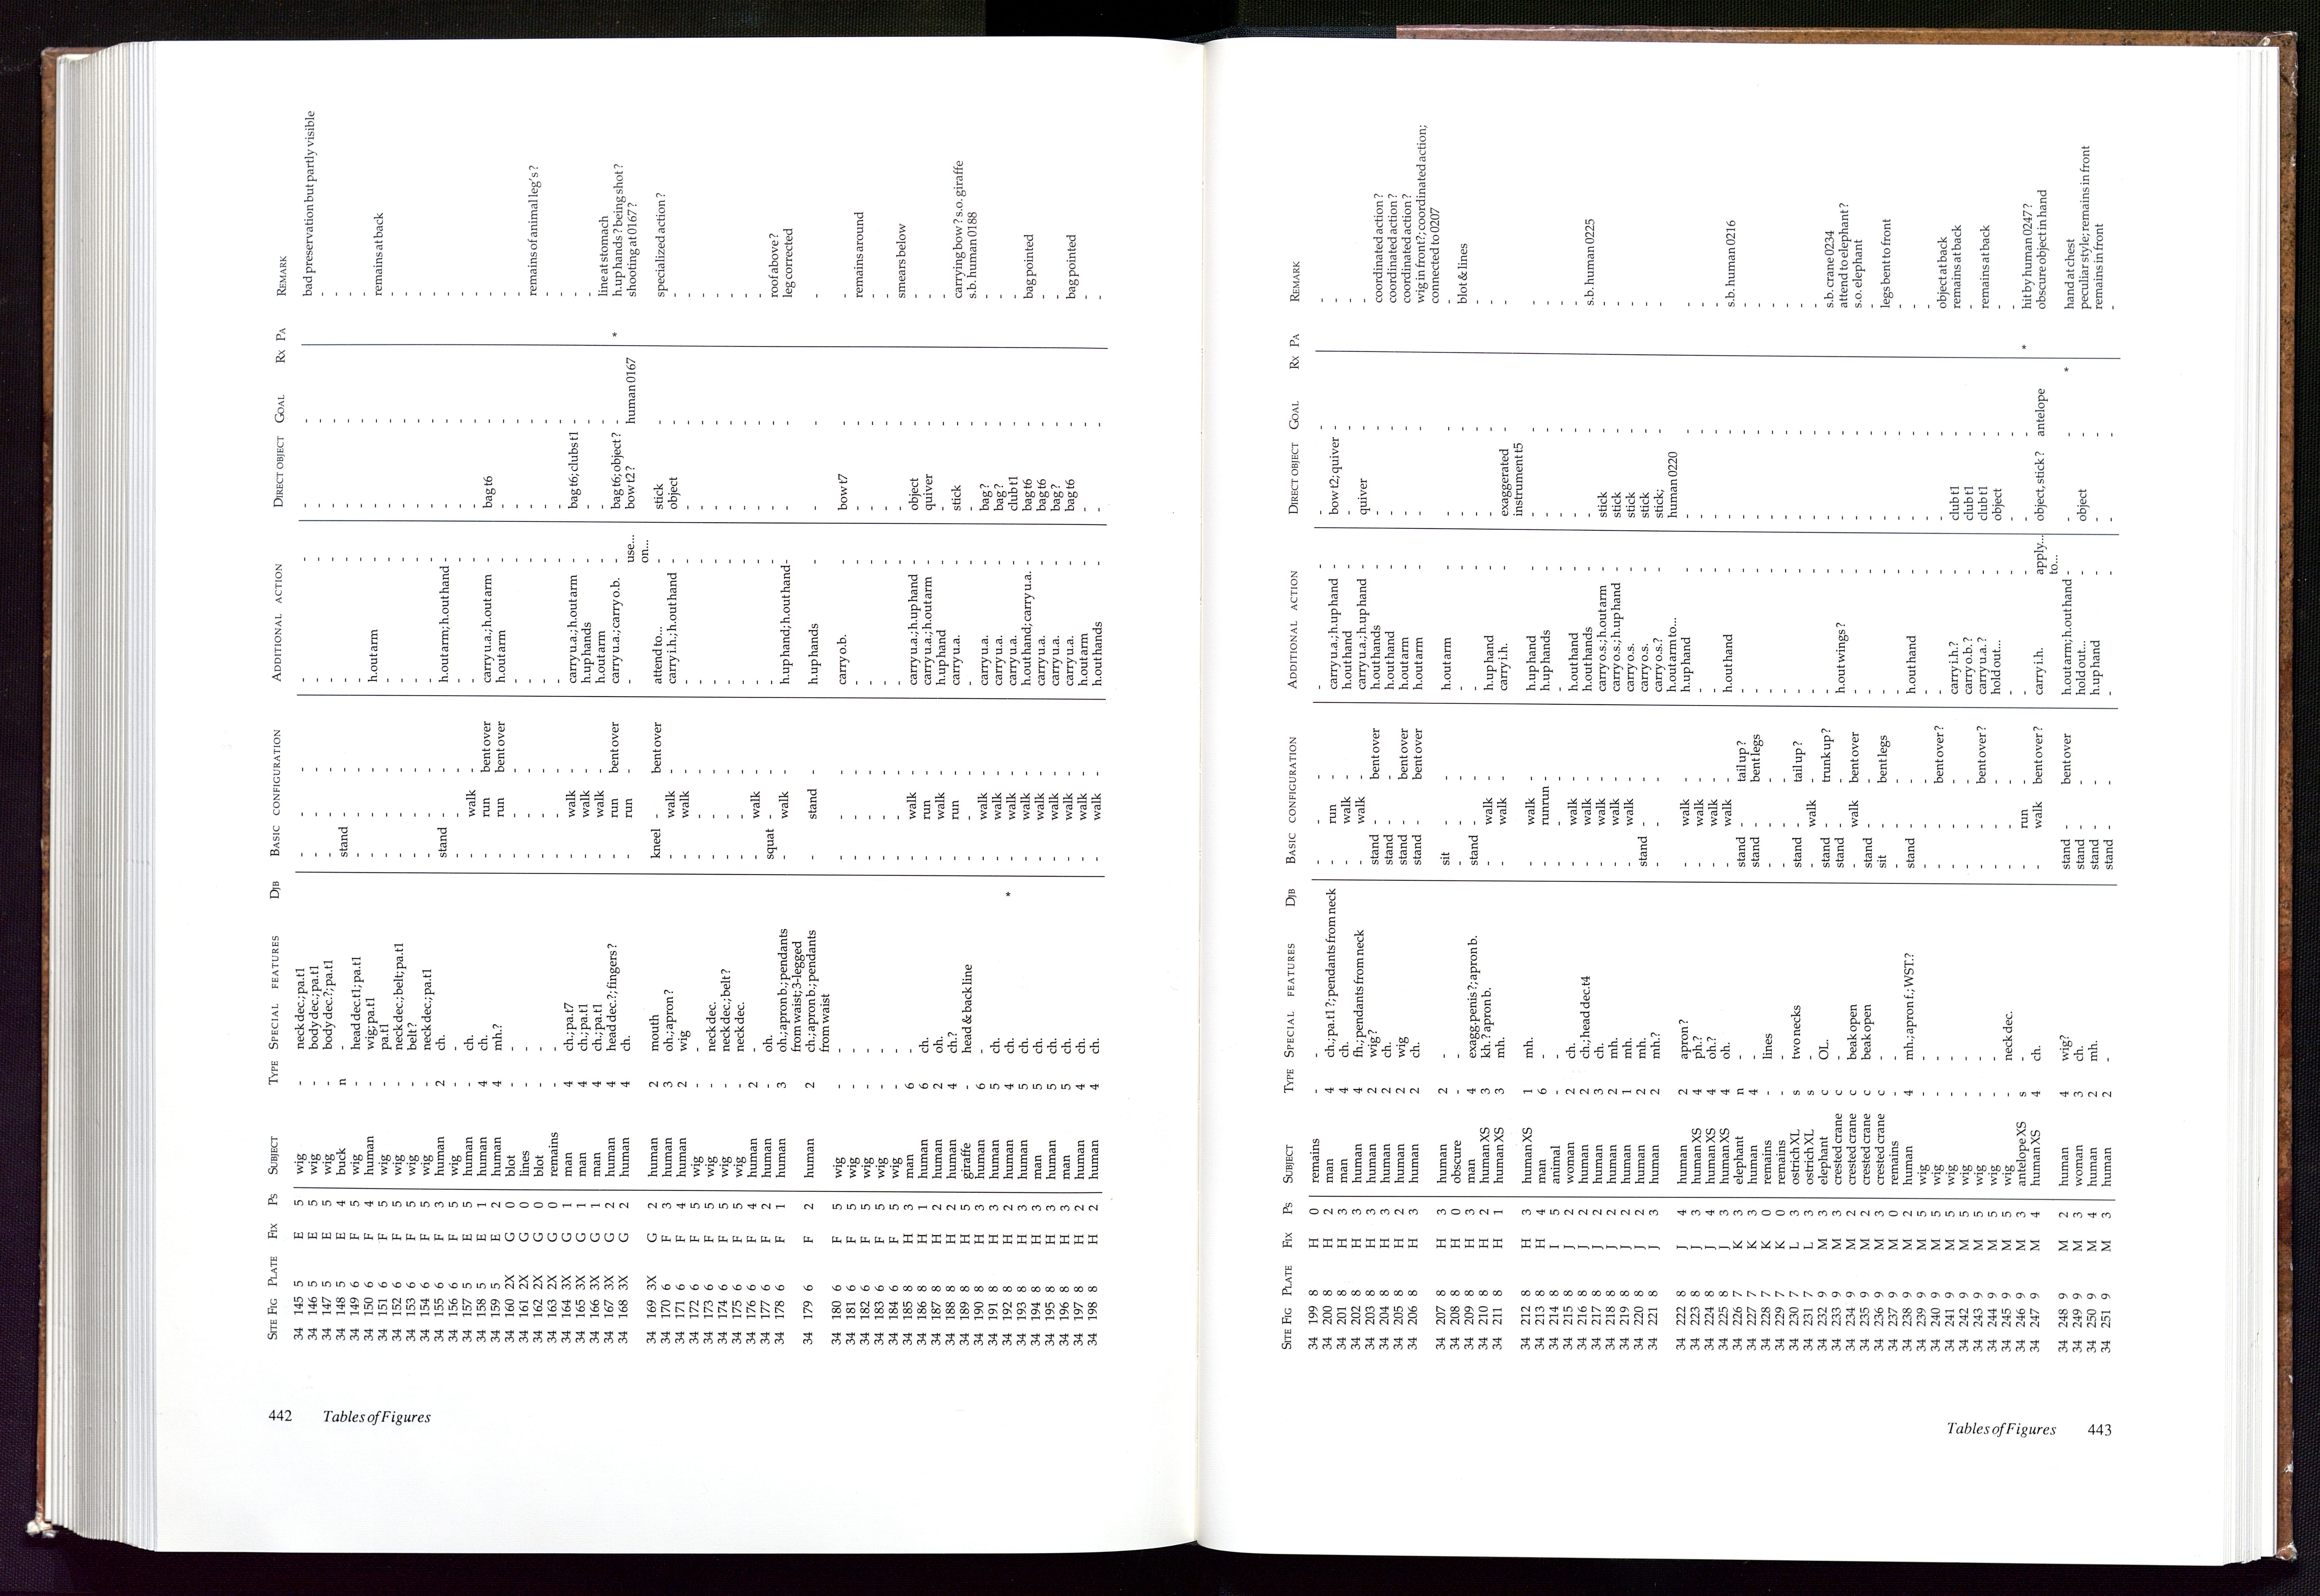 442 Tables of Figures
SITE FIG PLATE FIX PS SUBJECT TYPE SPECIAL FEATURES DJB BASIC CONFIGURATION ADDITIONAL ACTION DIRECT OBJECT GOAL RX PA REMARK
34 145 5 E 5 wig - neck dec.; pa.t1 - - - - - - - bad preservation but partly visible
34 146 5 E 5 wig - body dec.; pa.t1 - - - - - - - -
34 147 5 E 5 wig - body dec.?; pa.t1 - - - - - - - -
34 148 5 E 4 buck n - stand - - - - - - -
34 149 6 F 5 wig - head dec.t1; pa.t1 - - - - - - - -
34 150 6 F 4 human - wig; pa.t1 - - - h.out arm - - - remains at back
34 151 6 F 5 wig - pa.t1 - - - - - - - -
34 152 6 F 5 wig - neck dec.; belt; pa.t1 - - - - - - - -
34 153 6 F 5 wig - belt? - - - - - - - -
34 154 6 F 5 wig - neck dec.; pa.t1 - - - - - - - -
34 155 6 F 3 human 2 ch. stand - - h.out arm; h.out hand - - - -
34 156 6 F 5 wig - - - - - - - - - -
34 157 5 E 5 human - ch. - walk - - - - - -
34 158 5 E 1 human 4 ch. - run bent over carry u.a.; h.out arm - bag t6 - -
34 159 5 E 2 human 4 mh.? - run bent over h.out arm - - - -
34 160 2X G 0 blot - - - - - - - - - -
34 161 2X G 0 lines - - - - - - - - - remains of animal leg's?
34 162 2X G 0 blot - - - - - - - - - -
34 163 2X G 0 remains - - - - - - - - - -
34 164 3X G 1 man 4 ch.; pa.t7 - walk - carry u.a.; h.out arm - bag t6; clubs t1 - -
34 165 3X G 1 man 4 ch.; pa.t1 - walk - h.up hands - - - -
34 166 3X G 1 man 4 ch.; pa.t1 - walk - h.out arm - - - line at stomach
34 167 3X G 2 human 4 head dec.?; fingers? - run bent over carry u.a.; carry o.b. - bag t6; object? - * h.up hands? being shot?
34 168 3X G 2 human 4 ch. - run - - use... on... bow t2? human 0167 shooting at 0167?
34 169 3X G 2 human 2 mouth kneel - bent over attend to... - stick - specialized action?
34 170 6 F 3 human 3 oh.; apron? - walk - carry i.h.; h.out hand - object - -
34 171 6 F 4 human 2 wig - walk - - - - - -
34 172 6 F 5 wig - - - - - - - - - -
34 173 6 F 5 wig - neck dec. - - - - - - - -
34 174 6 F 5 wig - neck dec.; belt? - - - - - - - -
34 175 6 F 5 wig - neck dec. - - - - - - - -
34 176 6 F 4 human 2 - - walk - - - - - -
34 177 6 F 2 human - oh. squat - - - - - - roof above?
34 178 6 F 1 human 3 oh.; apron b.; pendants from waist; 3-legged - walk - h.up hand; h.out hand - - - leg corrected
34 179 6 F 2 human 2 ch.; apron b.; pendants from waist - stand - h.up hands - - - -
34 180 6 F 5 wig - - - - - carry o.b. - bow t7 - -
34 181 6 F 5 wig - - - - - - - - - remains around
34 182 6 F 5 wig - - - - - - - - - -
34 183 6 F 5 wig - - - - - - - - - -
34 184 6 F 5 wig - - - - - - - - - smears below
34 185 8 H 3 man 6 - - walk - carry u.a.; h.up hand - object - -
34 186 8 H 1 human 6 ch. - run - carry u.a.; h.out arm - quiver - -
34 187 8 H 2 human 2 oh. - walk - h.up hand - - - -
34 188 8 H 2 human 4 ch.? - run - carry u.a. - stick - carrying bow? s.o. giraffe
34 189 8 H 5 giraffe - head & back line - - - - - - - s.b. human 0188
34 190 8 H 3 human 6 - - walk - carry u.a. - bag? - -
34 191 8 H 3 human 5 ch. - walk - carry u.a. - bag? - -
34 192 8 H 2 human 4 ch. * - walk - carry u.a. - club t1 - -
34 193 8 H 3 human 5 ch. - walk - h.out hand; carry u.a. - bag t6 - bag pointed
34 194 8 H 3 man 5 ch. - walk - carry u.a. - bag t6 - -
34 195 8 H 3 human 5 ch. - walk - carry u.a. - bag? - -
34 196 8 H 3 man 5 ch. - walk - carry u.a. - bag t6 - bag pointed
34 197 8 H 2 human 4 ch. - walk - h.out arm - - - -
34 198 8 H 2 human 4 ch. - walk - h.out hands - - - -
SITE FIG PLATE FIX PS SUBJECT TYPE SPECIAL FEATURES DJB BASIC CONFIGURATION ADDITIONAL ACTION DIRECT OBJECT GOAL RX PA REMARK
34 199 8 H 0 remains - - - - - - - - - -
34 200 8 H 2 man 4 ch.; pa.t1?; pendants from neck - run - carry u.a.; h.up hand - bow t2; quiver - -
34 201 8 H 3 man 4 ch. - walk - h.out hand - - - -
34 202 8 H 3 human 4 fh.; pendants from neck - walk - carry u.a.; h.up hand - quiver - -
34 203 8 H 3 human 2 wig? stand - bent over h.out hands - - - coordinated action?
34 204 8 H 3 human 2 ch. stand - - h.out hands - - - coordinated action?
34 205 8 H 2 human 2 wig stand - bent over h.out arm - - - coordinated action?
34 206 8 H 3 human 2 ch. stand - bent over h.out arm - - - wig in front?; coordinated action; connected to 0207
34 207 8 H 3 human 2 - sit - - h.out arm - - - -
34 208 8 H 0 obscure - - - - - - - - - blot & lines
34 209 8 H 3 man 4 exagg. penis?; apron b. stand - - - - - - -
34 210 8 H 2 human XS 3 kh.? apron b. - walk - h.up hand - - - -
34 211 8 H 1 human XS 3 mh. - walk - carry i.h. - exaggerated instrument t5 - -
34 212 8 H 3 human XS 1 mh. - walk - h.up hand - - - -
34 213 8 H 4 man 6 - - runrun - h.up hands - - - -
34 214 8 I 5 animal - - - - - - - - - -
34 215 8 J 2 woman 2 ch. - walk - h.out hand - - - -
34 216 8 J 2 human 2 ch.; head dec.t4 - walk - h.out hands - - - s.b. human 0225
34 217 8 J 2 human 3 ch. - walk - carry o.s.; h.out arm - stick - -
34 218 8 J 2 human 2 mh. - walk - carry o.s.; h.up hand - stick - -
34 219 8 J 2 human 1 mh. - walk - carry o.s. - stick - -
34 220 8 J 2 human 2 mh. stand - - carry o.s. - stick - -
34 221 8 J 3 human 2 mh.? - - - carry o.s.? h.out arm to... - stick; human 0220 - -
34 222 8 J 4 human 2 apron? - walk - h.up hand - - - -
34 223 8 J 3 human XS 4 ph.? - walk - - - - - -
34 224 8 J 4 human XS 4 oh.? - walk - - - - - -
34 225 8 J 3 human XS 4 oh. - walk - h.out hand - - - s.b. human 0216
34 226 7 K 3 elephant n - stand - tail up? - - - - -
34 227 7 K 3 human 4 - stand - bent legs - - - - -
34 228 7 K 0 remains - lines - - - - - - - -
34 229 7 K 0 remains - - - - - - - - - -
34 230 7 L 3 ostrich XL s two necks stand - tail up? - - - - -
34 231 7 L 3 ostrich XL s - - walk - - - - - -
34 232 9 M 3 elephant c OL. stand - trunk up? - - - - s.b. crane 0234
34 233 9 M 3 crested crane c - stand - - h.out wings? - - - attend to elephant?
34 234 9 M 2 crested crane c beak open - walk bent over - - - - s.o. elephant
34 235 9 M 2 crested crane c beak open stand - - - - - - -
34 236 9 M 3 crested crane c - sit - bent legs - - - - legs bent to front
34 237 9 M 0 remains - - - - - - - - - -
34 238 9 M 2 human 4 mh.; apron f.; WST.? stand - - h.out hand - - - -
34 239 9 M 5 wig - - - - - - - - - -
34 240 9 M 5 wig - - - - bent over? - - - - object at back
34 241 9 M 5 wig - - - - - carry i.h.? - club t1 - remains at back
34 242 9 M 5 wig - - - - - carry o.b.? - club t1 - -
34 243 9 M 5 wig - - - - bent over? carry u.a.? - club t1 - remains at back
34 244 9 M 5 wig - - - - - hold out... - object - -
34 245 9 M 5 wig - neck dec. - - - - - - - -
34 246 9 M 3 antelope XS s - - run - - - - - * hit by human 0247?
34 247 9 M 4 human XS 4 ch. - walk bent over? carry i.h. apply... to... object, stick? antelope obscure object in hand
34 248 9 M 2 human 4 wig? stand - bent over h.out arm; h.out hand - - - * hand at chest
34 249 9 M 3 woman 3 ch. stand - - hold out... - object - peculiar style; remains in front
34 250 9 M 4 human 2 mh. stand - - h.up hand - - - remains in front
34 251 9 M 3 human 2 - stand - - - - - - -
Tables of Figures 443